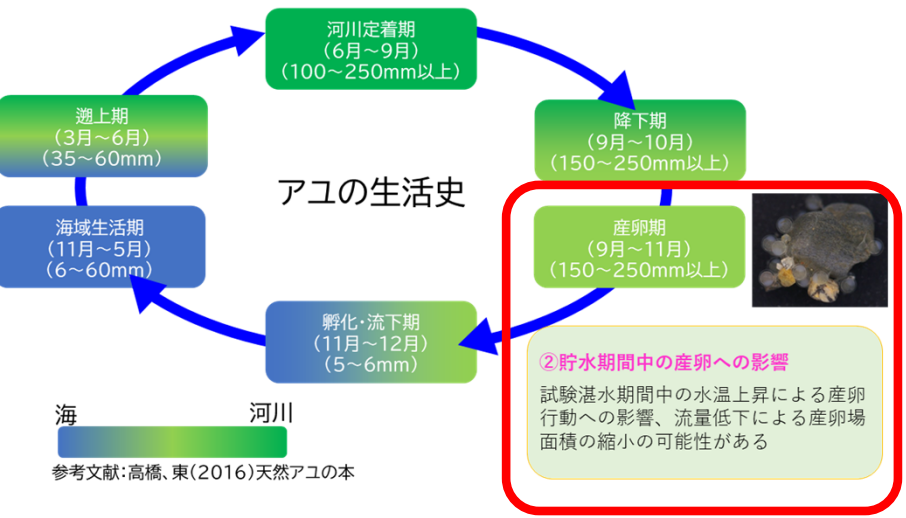 河川定着期
(6月～9月)
(100～250mm以上)
遡上期
(3月～6月)
(35～60mm)
降下期
(9月～10月)
(150～250mm以上)
アユの生活史
海域生活期
(11月～5月)
(6～60mm)
産卵期
(9月～11月)
(150～250mm以上)
孵化・流下期
(11月～12月)
(5～6mm)
②貯水期間中の産卵への影響
試験湛水期間中の水温上昇による産卵
行動への影響、流量低下による産卵場
面積の縮小の可能性がある
海
河川
参考文献：高橋、東(2016)天然アユの本